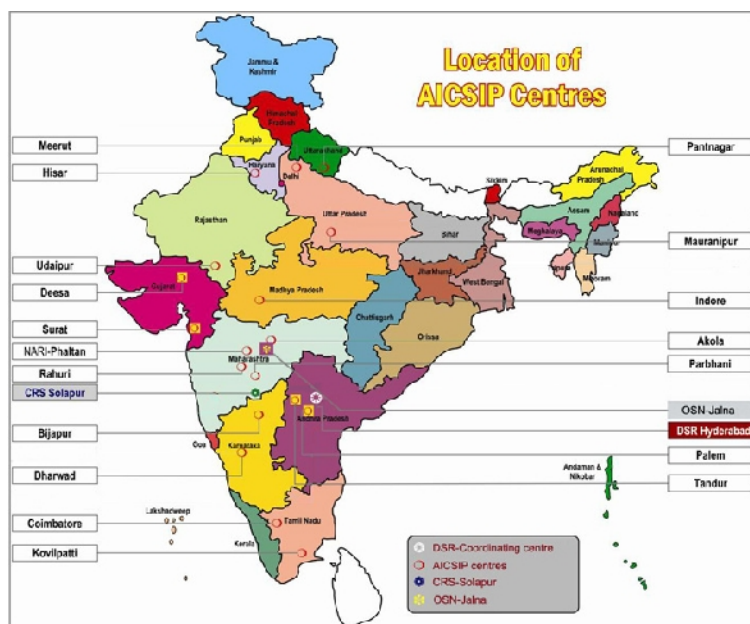 Location of
AICSIP Centres
Jammu &
Kashmir
Himachal
Pradesh
Punjab
Uttaranchal
Haryana
Delhi
Meerut
Hisar
Udaipur
Deesa
Surat
NARI-Phaltan
Rahuri
CRS Solapur
Bijapur
Dharwad
Coimbatore
Kovilpatti
Pantnagar
Mauranipur
Indore
Akola
Parbhani
OSN-Jalna
DSR Hyderabad
Palem
Tandur
Rajasthan
Uttar Pradesh
Bihar
Sikkim
Arunachal
Pradesh
Assam
Nagaland
Meghalaya
Manipur
Tripura
Mizoram
Gujarat
Madhya Pradesh
Jharkhand
West Bengal
Chattisgarh
Orissa
Maharashtra
Andhra Pradesh
Goa
Karnataka
Lakshadweep
Kerala
Tamil Nadu
Andaman &
Nikobar
DSR-Coordinating centre
AICSIP centres
CRS-Solapur
OSN-Jalna